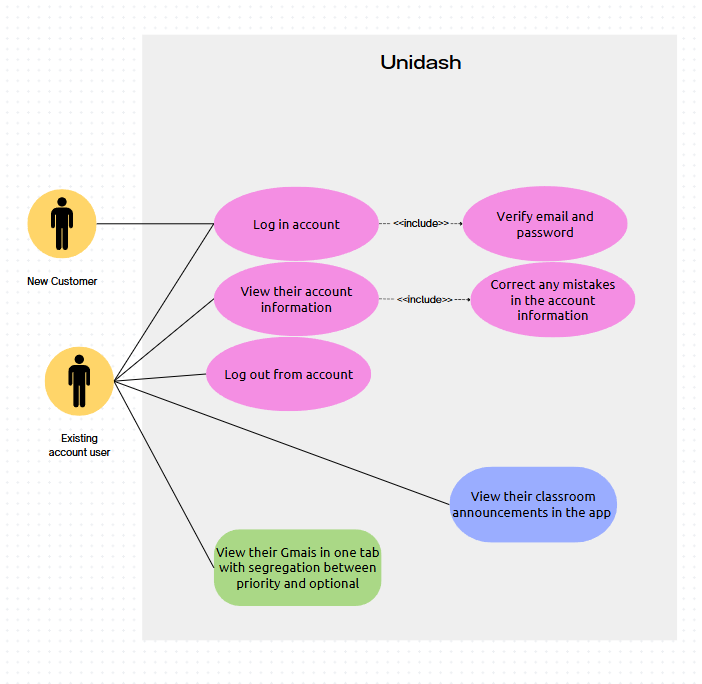 Unidash
Log in account
<<include>>
Verify email and
password
New Customer
View their account
information
<<include>>
Correct any mistakes
in the account
information
Log out from account
Existing
account user
View their classroom
announcements in the app
View their Gmais in one tab
with segregation between
priority and optional